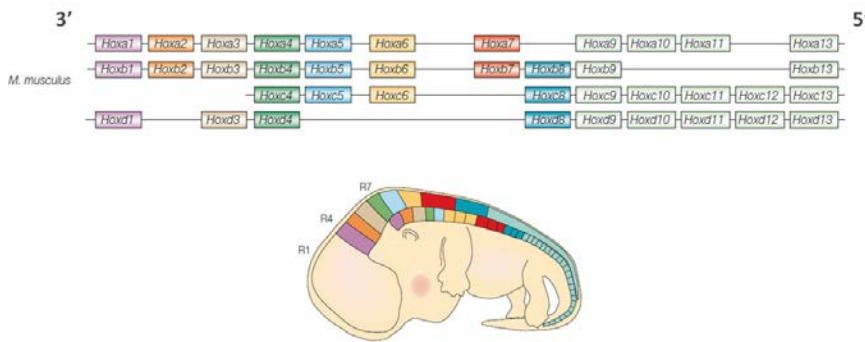 3’ 5’
Hoxa1 Hoxa2 Hoxa3 Hoxa4 Hoxa5 Hoxa6 Hoxa7 Hoxa9 Hoxa10 Hoxa11 Hoxa13
M. musculus
Hoxb1 Hoxb2 Hoxb3 Hoxb4 Hoxb5 Hoxb6 Hoxb7 Hoxb8 Hoxb9 Hoxb13
Hoxc4 Hoxc5 Hoxc6 Hoxc8 Hoxc9 Hoxc10 Hoxc11 Hoxc12 Hoxc13
Hoxd1 Hoxd3 Hoxd4 Hoxd8 Hoxd9 Hoxd10 Hoxd11 Hoxd12 Hoxd13
R7
R4
R1